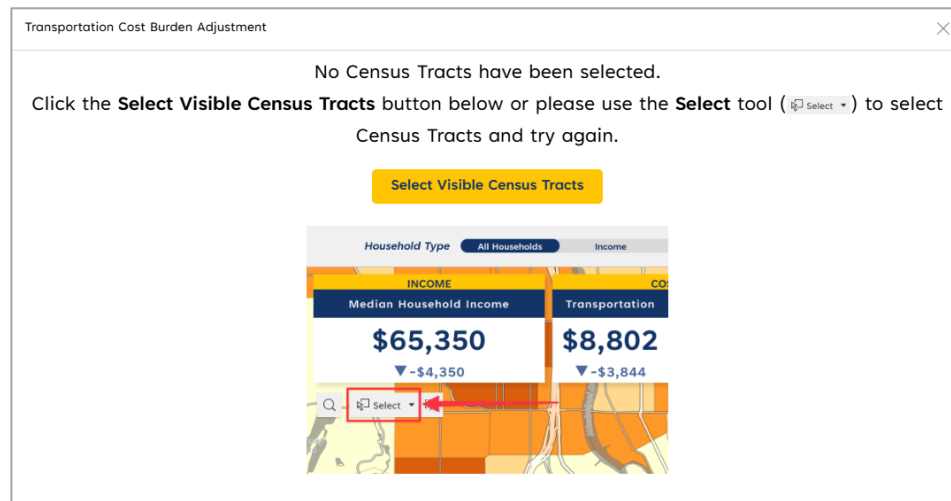 Transportation Cost Burden Adjustment
No Census Tracts have been selected.
Click the Select Visible Census Tracts button below or please use the Select tool ( Select ) to select
Census Tracts and try again.
Select Visible Census Tracts
Household Type All Households Income
INCOME
Median Household Income
$65,350
▼-$4,350
CO
Transportation
$8,802
▼-$3,844
Select